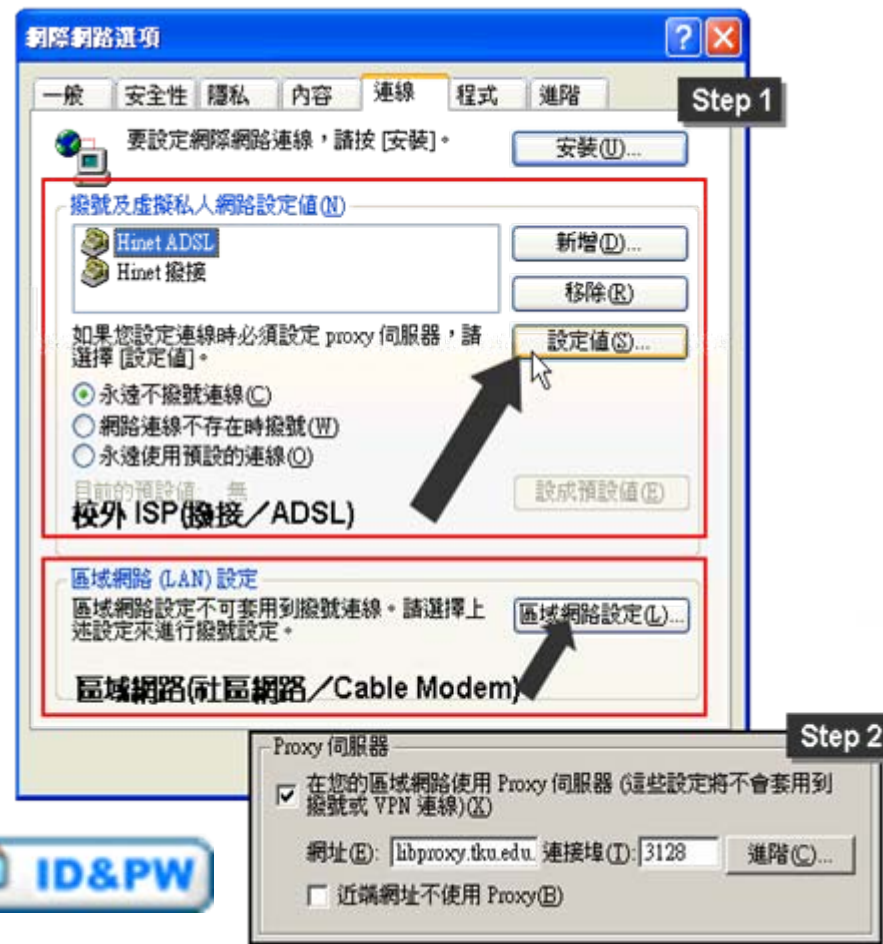 網際網路選項
一般 安全性 隱私 內容 連線 程式 進階
Step 1
要設定網際網路連線,請按 [安裝]。
安裝(U)...
撥號及虛擬私人網路設定值(N)
Hinet ADSL
Hinet 撥接
新增(D)...
移除(R)
如果您設定連線時必須設定 proxy 伺服器,請
選擇 [設定值]。
設定值(S)...
永遠不撥號連線(C)
網路連線不存在時撥號(W)
永遠使用預設的連線(O)
目前的預設值: 無
設成預設值(E)
校外 ISP(撥接/ADSL)
區域網路 (LAN) 設定
區域網路設定不可套用到撥號連線。請選擇上
述設定來進行撥號設定。
區域網路設定(L)...
區域網路(社區網路/Cable Modem)
Step 2
Proxy 伺服器
在您的區域網路使用 Proxy 伺服器 (這些設定將不會套用到
撥號或 VPN 連線)(X)
網址(E): libproxy.tku.edu. 連接埠(T): 3128 進階(C)...
近端網址不使用 Proxy(B)
ID&PW